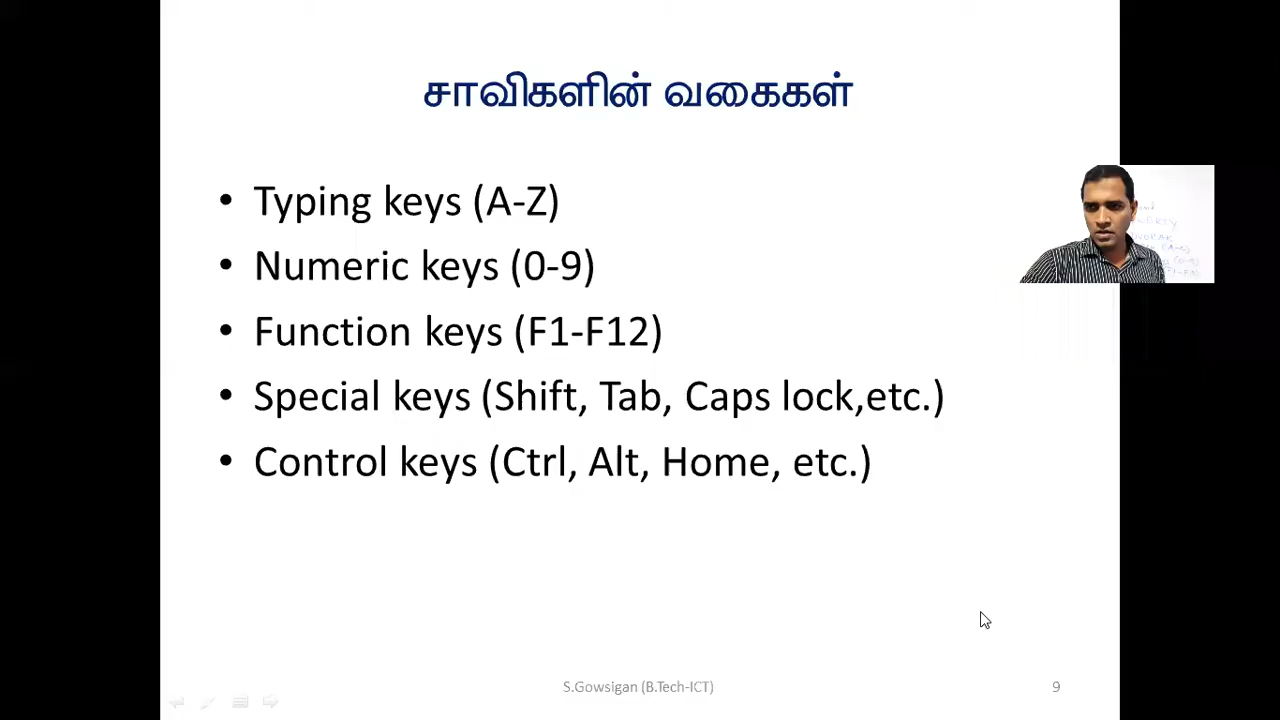 சாவிகளின் வகைகள்
• Typing keys (A-Z)
• Numeric keys (0-9)
• Function keys (F1-F12)
• Special keys (Shift, Tab, Caps lock,etc.)
• Control keys (Ctrl, Alt, Home, etc.)
S.Gowsigan (B.Tech-ICT)
9